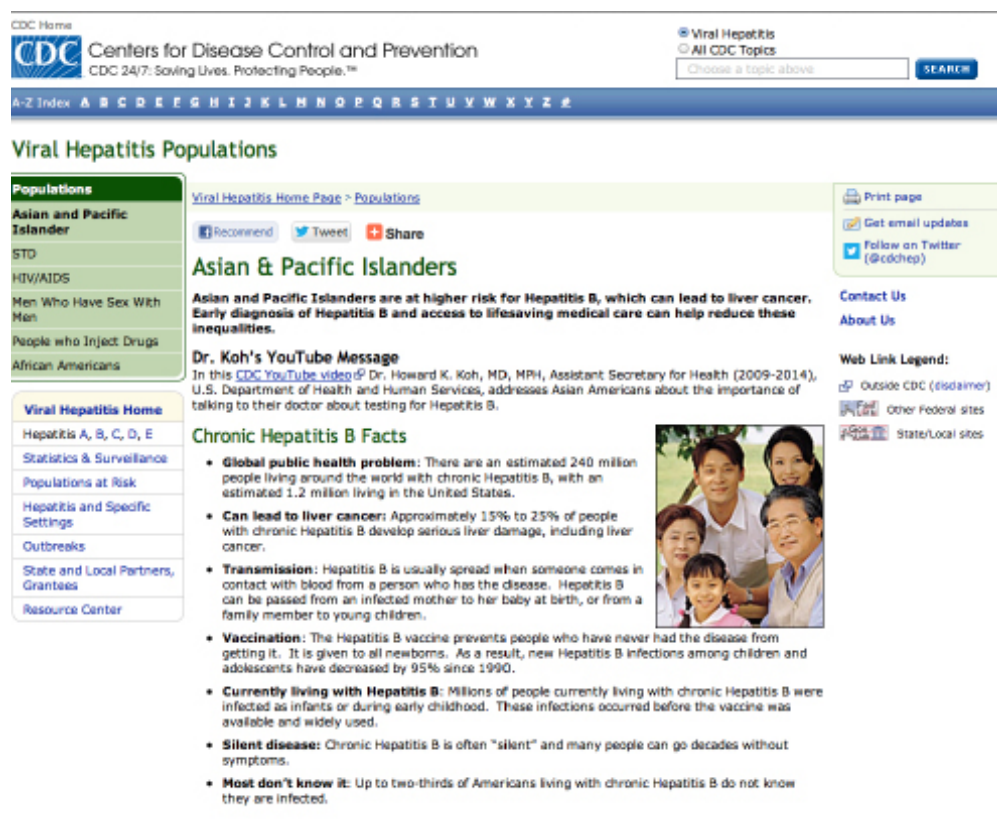 CDC Home
CDC
Centers for Disease Control and Prevention
CDC 24/7: Saving Lives. Protecting People.™
Viral Hepatitis
All CDC Topics
Choose a topic above
SEARCH
A-Z Index A B C D E F G H I J K L M N O P Q R S T U V W X Y Z #
Viral Hepatitis Populations
Populations
Asian and Pacific
Islander
STD
HIV/AIDS
Men Who Have Sex With
Men
People who Inject Drugs
African Americans
Viral Hepatitis Home
Hepatitis A, B, C, D, E
Statistics & Surveillance
Populations at Risk
Hepatitis and Specific
Settings
Outbreaks
State and Local Partners,
Grantees
Resource Center
Viral Hepatitis Home Page > Populations
Recommend
Tweet
Share
Asian & Pacific Islanders
Asian and Pacific Islanders are at higher risk for Hepatitis B, which can lead to liver cancer.
Early diagnosis of Hepatitis B and access to lifesaving medical care can help reduce these
inequalities.
Dr. Koh's YouTube Message
In this CDC YouTube video Dr. Howard K. Koh, MD, MPH, Assistant Secretary for Health (2009-2014),
U.S. Department of Health and Human Services, addresses Asian Americans about the importance of
talking to their doctor about testing for Hepatitis B.
Chronic Hepatitis B Facts
• Global public health problem: There are an estimated 240 million
people living around the world with chronic Hepatitis B, with an
estimated 1.2 million living in the United States.
• Can lead to liver cancer: Approximately 15% to 25% of people
with chronic Hepatitis B develop serious liver damage, including liver
cancer.
• Transmission: Hepatitis B is usually spread when someone comes in
contact with blood from a person who has the disease. Hepatitis B
can be passed from an infected mother to her baby at birth, or from a
family member to young children.
• Vaccination: The Hepatitis B vaccine prevents people who have never had the disease from
getting it. It is given to all newborns. As a result, new Hepatitis B infections among children and
adolescents have decreased by 95% since 1990.
• Currently living with Hepatitis B: Millions of people currently living with chronic Hepatitis B were
infected as infants or during early childhood. These infections occurred before the vaccine was
available and widely used.
• Silent disease: Chronic Hepatitis B is often "silent" and many people can go decades without
symptoms.
• Most don't know it: Up to two-thirds of Americans living with chronic Hepatitis B do not know
they are infected.
Print page
Get email updates
Follow on Twitter
(@cdchep)
Contact Us
About Us
Web Link Legend:
Outside CDC (disclaimer)
Other Federal sites
State/Local sites